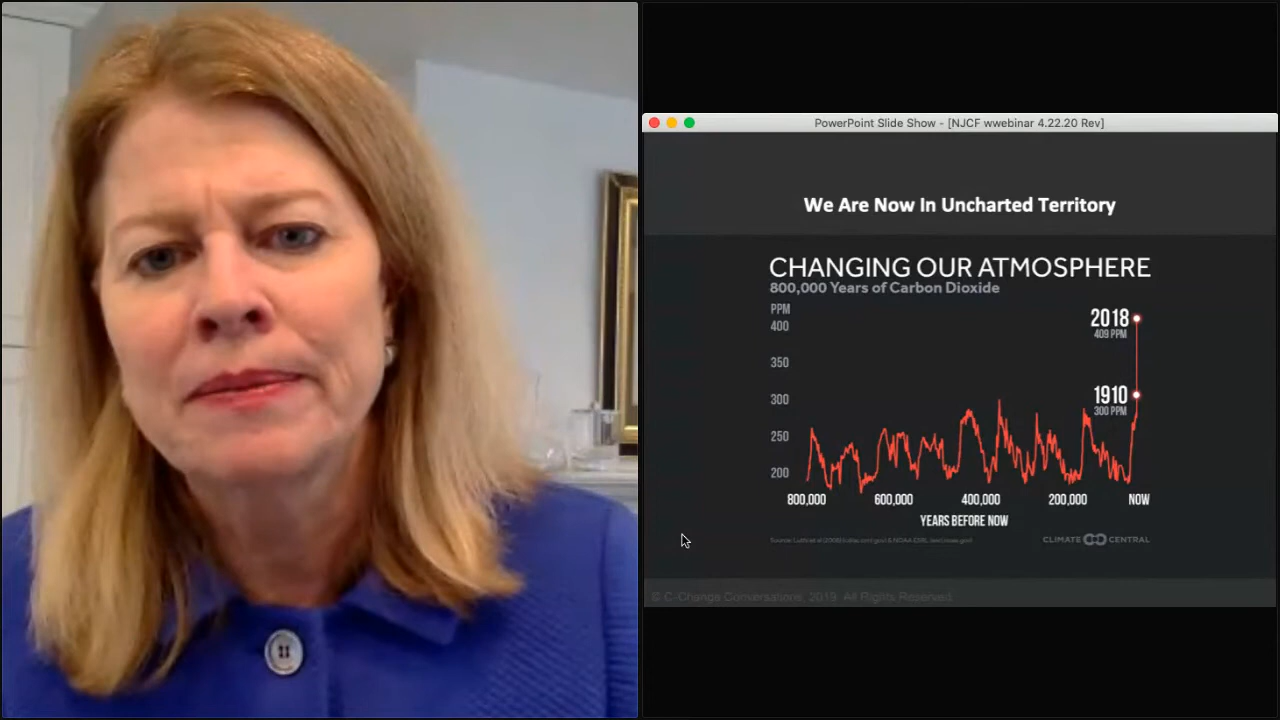 PowerPoint Slide Show - [NJCF wwebinar 4.22.20 Rev]
We Are Now In Uncharted Territory
CHANGING OUR ATMOSPHERE
800,000 Years of Carbon Dioxide
PPM
400
350
300
250
200
2018
409 PPM
1910
300 PPM
800,000 600,000 400,000 200,000 NOW
YEARS BEFORE NOW
CLIMATE CENTRAL
© C-Change Conversations, 2019. All Rights Reserved.